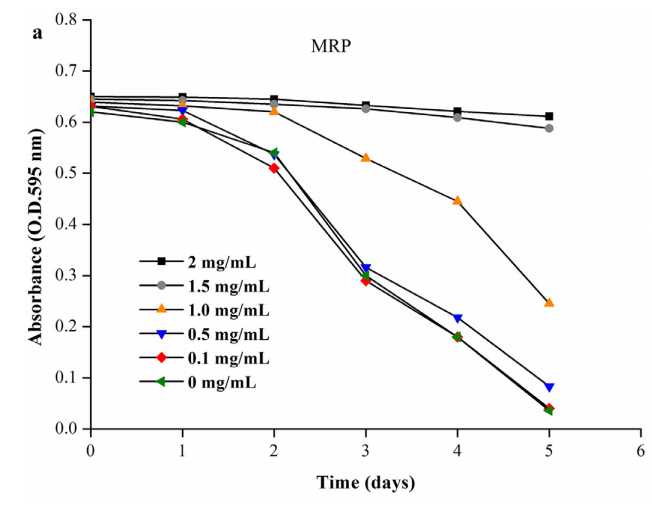 a
MRP
0.8
0.7
0.6
0.5
0.4
0.3
0.2
0.1
0.0
Absorbance (O.D.595 nm)
2 mg/mL
1.5 mg/mL
1.0 mg/mL
0.5 mg/mL
0.1 mg/mL
0 mg/mL
0 1 2 3 4 5 6
Time (days)